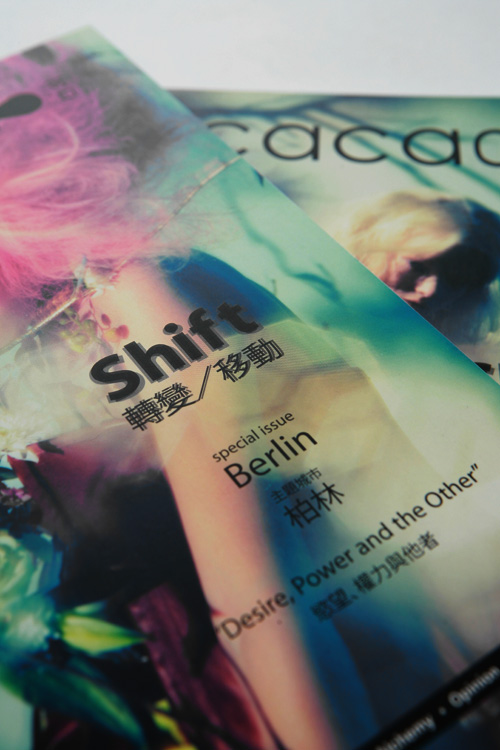 cacao
Shift
轉變／移動
special issue
Berlin
主題城市
柏林
"Desire, Power and the Other"
慾望、權力與他者
Opinion